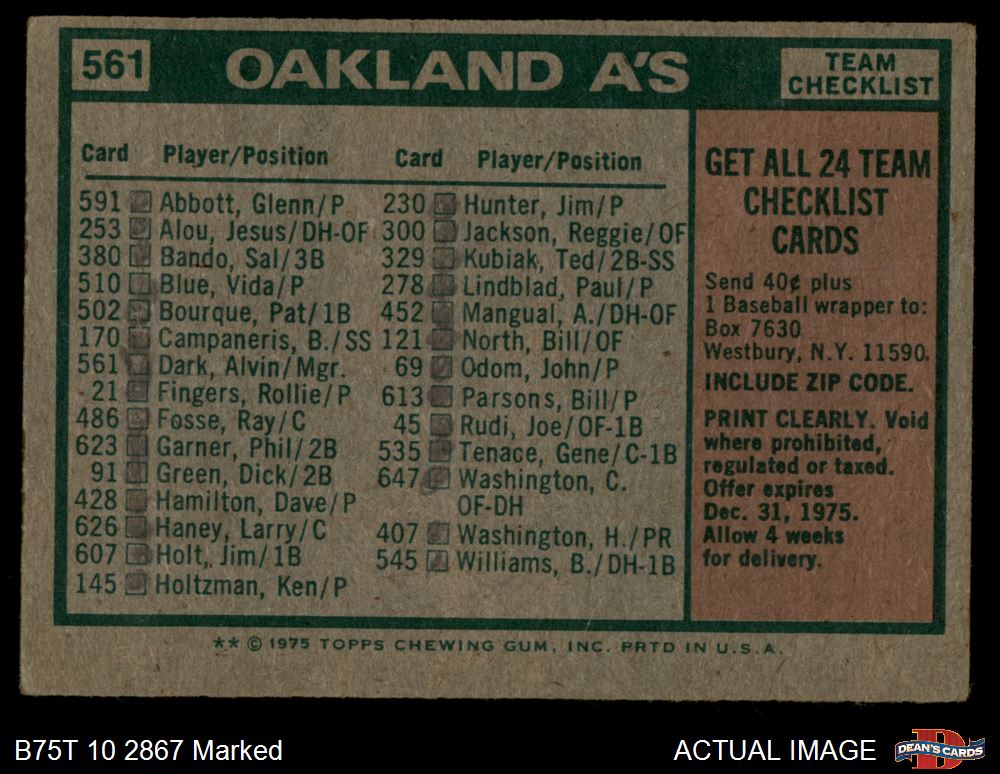 561
OAKLAND A'S
TEAM
CHECKLIST
Card Player/Position
591 Abbott, Glenn/P
253 Alou, Jesus/DH-OF
380 Bando, Sal/3B
510 Blue, Vida/P
502 Bourque, Pat/1B
170 Campaneris, B./SS
561 Dark, Alvin/Mgr.
21 Fingers, Rollie/P
486 Fosse, Ray/C
623 Garner, Phil/2B
91 Green, Dick/2B
428 Hamilton, Dave/P
626 Haney, Larry/C
607 Holt, Jim/1B
145 Holtzman, Ken/P
Card Player/Position
230 Hunter, Jim/P
300 Jackson, Reggie/OF
329 Kubiak, Ted/2B-SS
278 Lindblad, Paul/P
452 Mangual, A./DH-OF
121 North, Bill/OF
69 Odom, John/P
613 Parsons, Bill/P
45 Rudi, Joe/OF-1B
535 Tenace, Gene/C-1B
647 Washington, C.
OF-DH
407 Washington, H./PR
545 Williams, B./DH-1B
GET ALL 24 TEAM
CHECKLIST
CARDS
Send 40¢ plus
1 Baseball wrapper to:
Box 7630
Westbury, N.Y. 11590.
INCLUDE ZIP CODE.
PRINT CLEARLY. Void
where prohibited,
regulated or taxed.
Offer expires
Dec. 31, 1975.
Allow 4 weeks
for delivery.
** © 1975 TOPPS CHEWING GUM, INC. PRTD IN U.S.A.
B75T 10 2867 Marked
ACTUAL IMAGE
DEAN'S CARDS